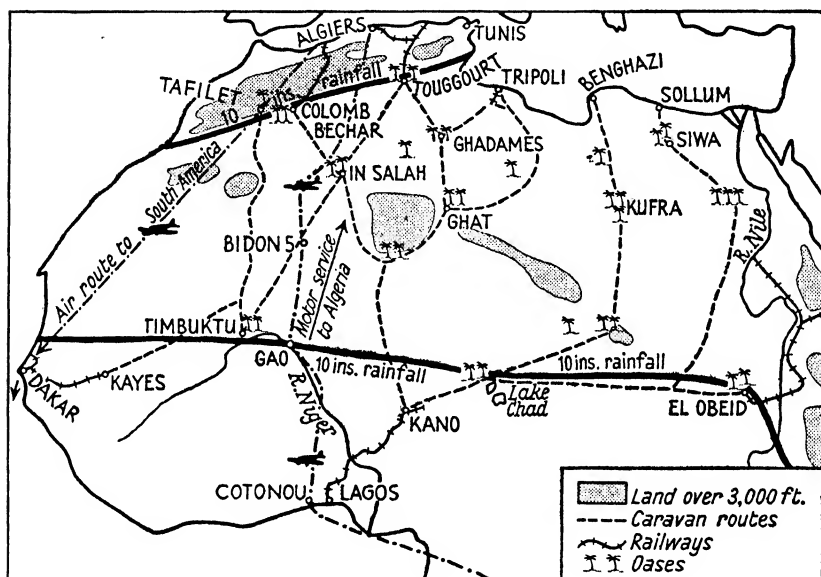 ALGIERS
TUNIS
TAFILET
10 ins. rainfall
TOUGGOURT
TRIPOLI
BENGHAZI
SOLLUM
COLOMB
BECHAR
GHADAMES
SIWA
IN SALAH
Air route to South America
GHAT
KUFRA
R. Nile
BIDON 5
Motor service
to Algeria
TIMBUKTU
GAO
10 ins. rainfall
10 ins. rainfall
DAKAR
KAYES
R. Niger
Lake
Chad
EL OBEID
KANO
COTONOU
LAGOS
Land over 3,000 ft.
Caravan routes
Railways
Oases